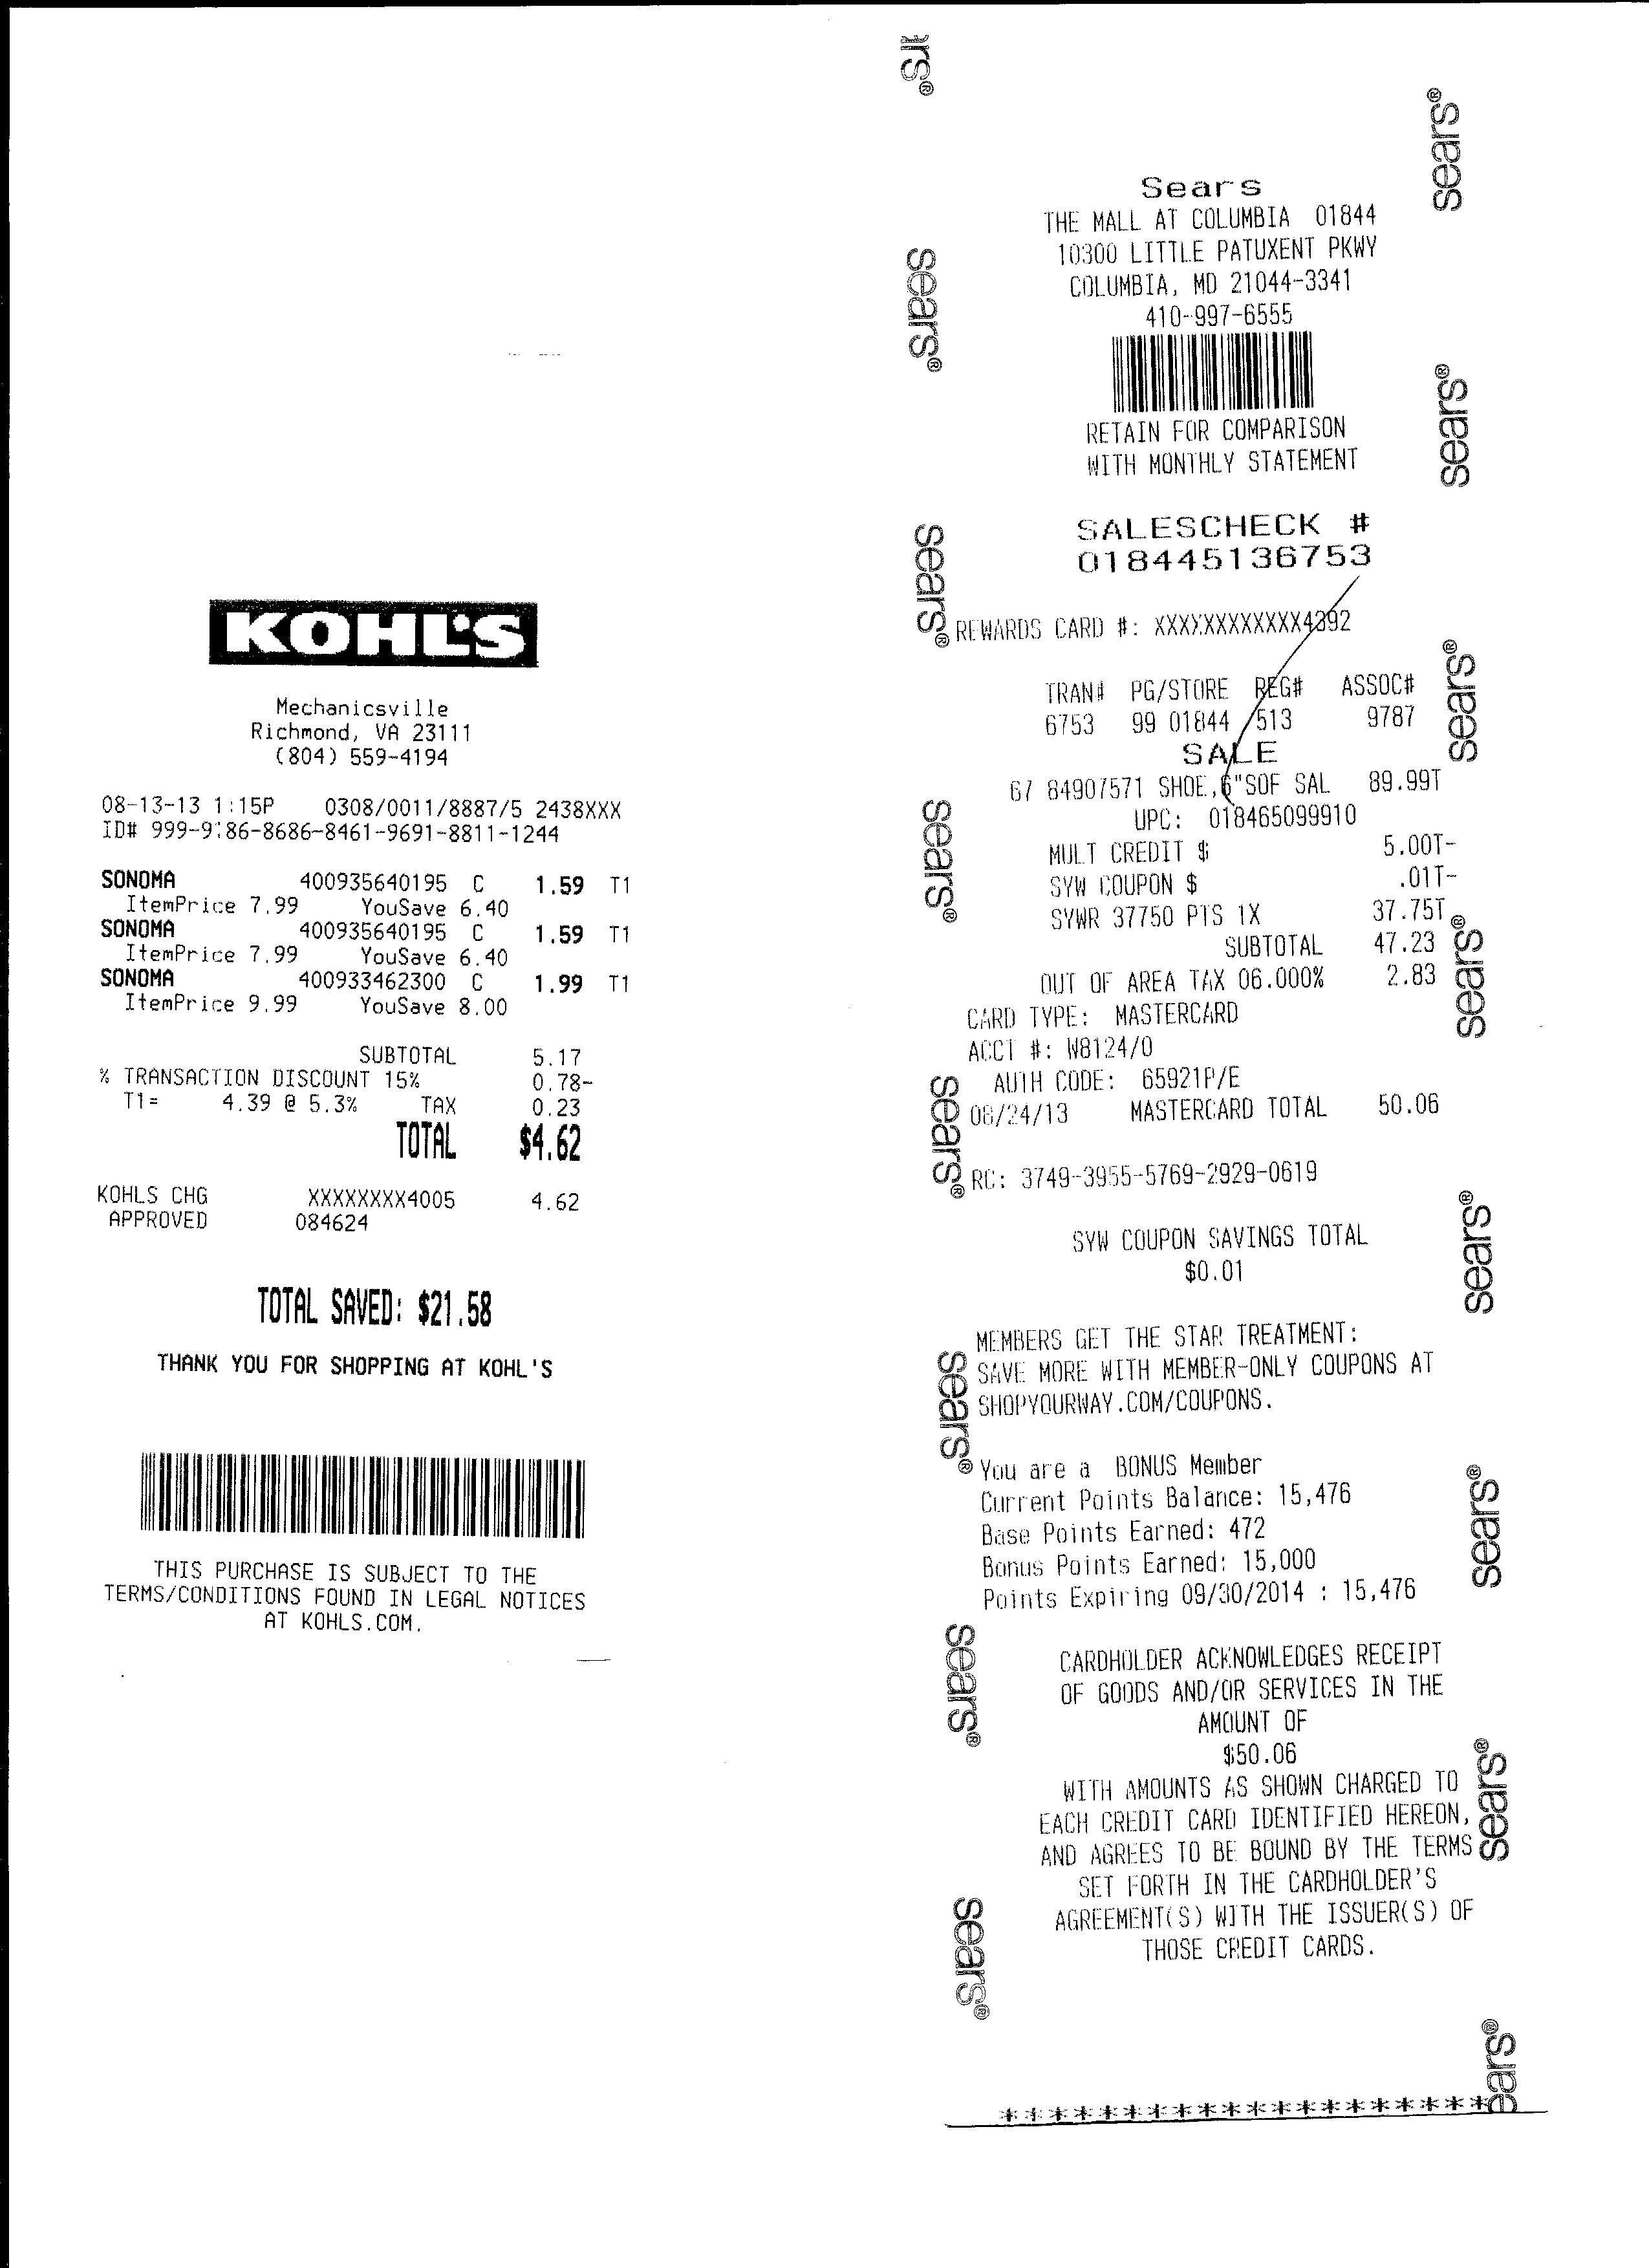 KOHL'S
Mechanicsville
Richmond, VA 23111
(804) 559-4194
08-13-13 1:15P 0308/0011/8887/5 2438XXX
ID# 999-9:86-8686-8461-9691-8811-1244
SONOMA 400935640195 C 1.59 T1
ItemPrice 7.99 YouSave 6.40
SONOMA 400935640195 C 1.59 T1
ItemPrice 7.99 YouSave 6.40
SONOMA 400933462300 C 1.99 T1
ItemPrice 9.99 YouSave 8.00
SUBTOTAL 5.17
% TRANSACTION DISCOUNT 15% 0.78-
T1= 4.39 @ 5.3% TAX 0.23
TOTAL $4.62
KOHLS CHG XXXXXXXX4005 4.62
APPROVED 084624
TOTAL SAVED: $21.58
THANK YOU FOR SHOPPING AT KOHL'S
THIS PURCHASE IS SUBJECT TO THE
TERMS/CONDITIONS FOUND IN LEGAL NOTICES
AT KOHLS.COM.
Sears
THE MALL AT COLUMBIA 01844
10300 LITTLE PATUXENT PKWY
COLUMBIA, MD 21044-3341
410-997-6555
RETAIN FOR COMPARISON
WITH MONTHLY STATEMENT
SALESCHECK #
018445136753
REWARDS CARD #: XXXXXXXXXXXX4392
TRAN# PG/STORE REG# ASSOC#
6753 99 01844 513 9787
SALE
67 84907571 SHOE,6"SOF SAL 89.99T
UPC: 018465099910
MULT CREDIT $ 5.00T-
SYW COUPON $ .01T-
SYWR 37750 PTS 1X 37.75T
SUBTOTAL 47.23
OUT OF AREA TAX 06.000% 2.83
CARD TYPE: MASTERCARD
ACCT #: W8124/0
AUTH CODE: 65921P/E
08/24/13 MASTERCARD TOTAL 50.06
RC: 3749-3955-5769-2929-0619
SYW COUPON SAVINGS TOTAL
$0.01
MEMBERS GET THE STAR TREATMENT:
SAVE MORE WITH MEMBER-ONLY COUPONS AT
SHOPYOURWAY.COM/COUPONS.
You are a BONUS Member
Current Points Balance: 15,476
Base Points Earned: 472
Bonus Points Earned: 15,000
Points Expiring 09/30/2014 : 15,476
CARDHOLDER ACKNOWLEDGES RECEIPT
OF GOODS AND/OR SERVICES IN THE
AMOUNT OF
$50.06
WITH AMOUNTS AS SHOWN CHARGED TO
EACH CREDIT CARD IDENTIFIED HEREON,
AND AGREES TO BE BOUND BY THE TERMS
SET FORTH IN THE CARDHOLDER'S
AGREEMENT(S) WITH THE ISSUER(S) OF
THOSE CREDIT CARDS.
*********************
sears®
sears®
sears®
sears®
sears®
sears®
sears®
sears®
sears®
sears®
sears®
sears®
sears®
sears®